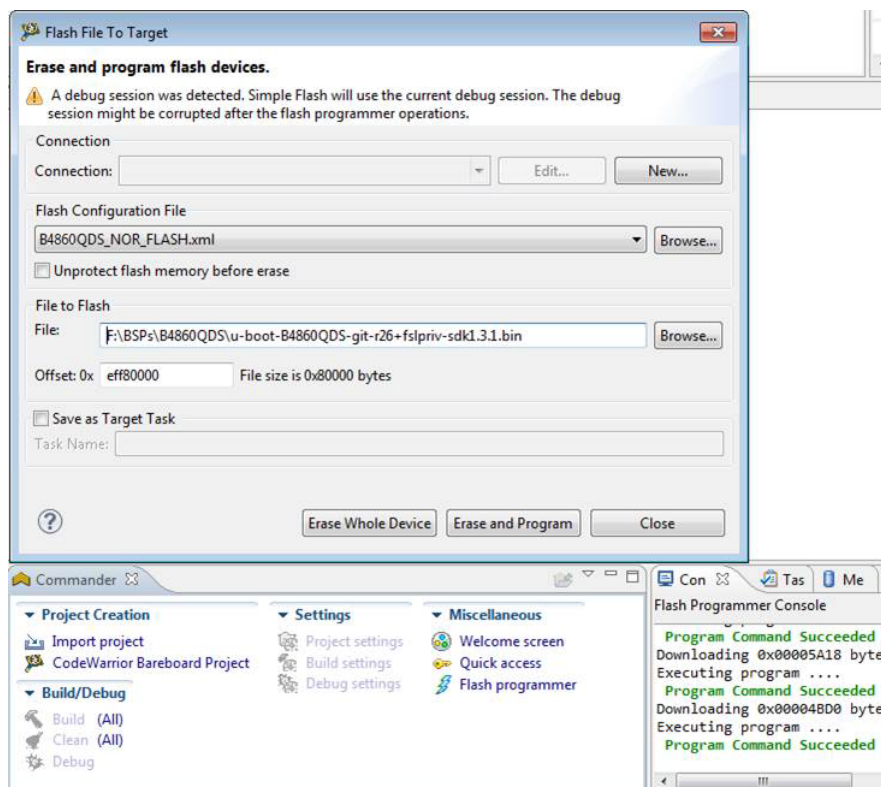 Flash File To Target
Erase and program flash devices.
A debug session was detected. Simple Flash will use the current debug session. The debug
session might be corrupted after the flash programmer operations.
Connection
Connection:
Edit...
New...
Flash Configuration File
B4860QDS_NOR_FLASH.xml
Browse...
Unprotect flash memory before erase
File to Flash
File:
F:\BSPs\B4860QDS\u-boot-B4860QDS-git-r26+fslpriv-sdk1.3.1.bin
Browse...
Offset: 0x
eff80000
File size is 0x80000 bytes
Save as Target Task
Task Name:
Erase Whole Device
Erase and Program
Close
Commander
Project Creation
Import project
CodeWarrior Bareboard Project
Build/Debug
Build (All)
Clean (All)
Debug
Settings
Project settings
Build settings
Debug settings
Miscellaneous
Welcome screen
Quick access
Flash programmer
Con
Tas
Me
Flash Programmer Console
Program Command Succeeded
Downloading 0x00005A18 byte
Executing program ....
Program Command Succeeded
Downloading 0x00004BD0 byte
Executing program ....
Program Command Succeeded